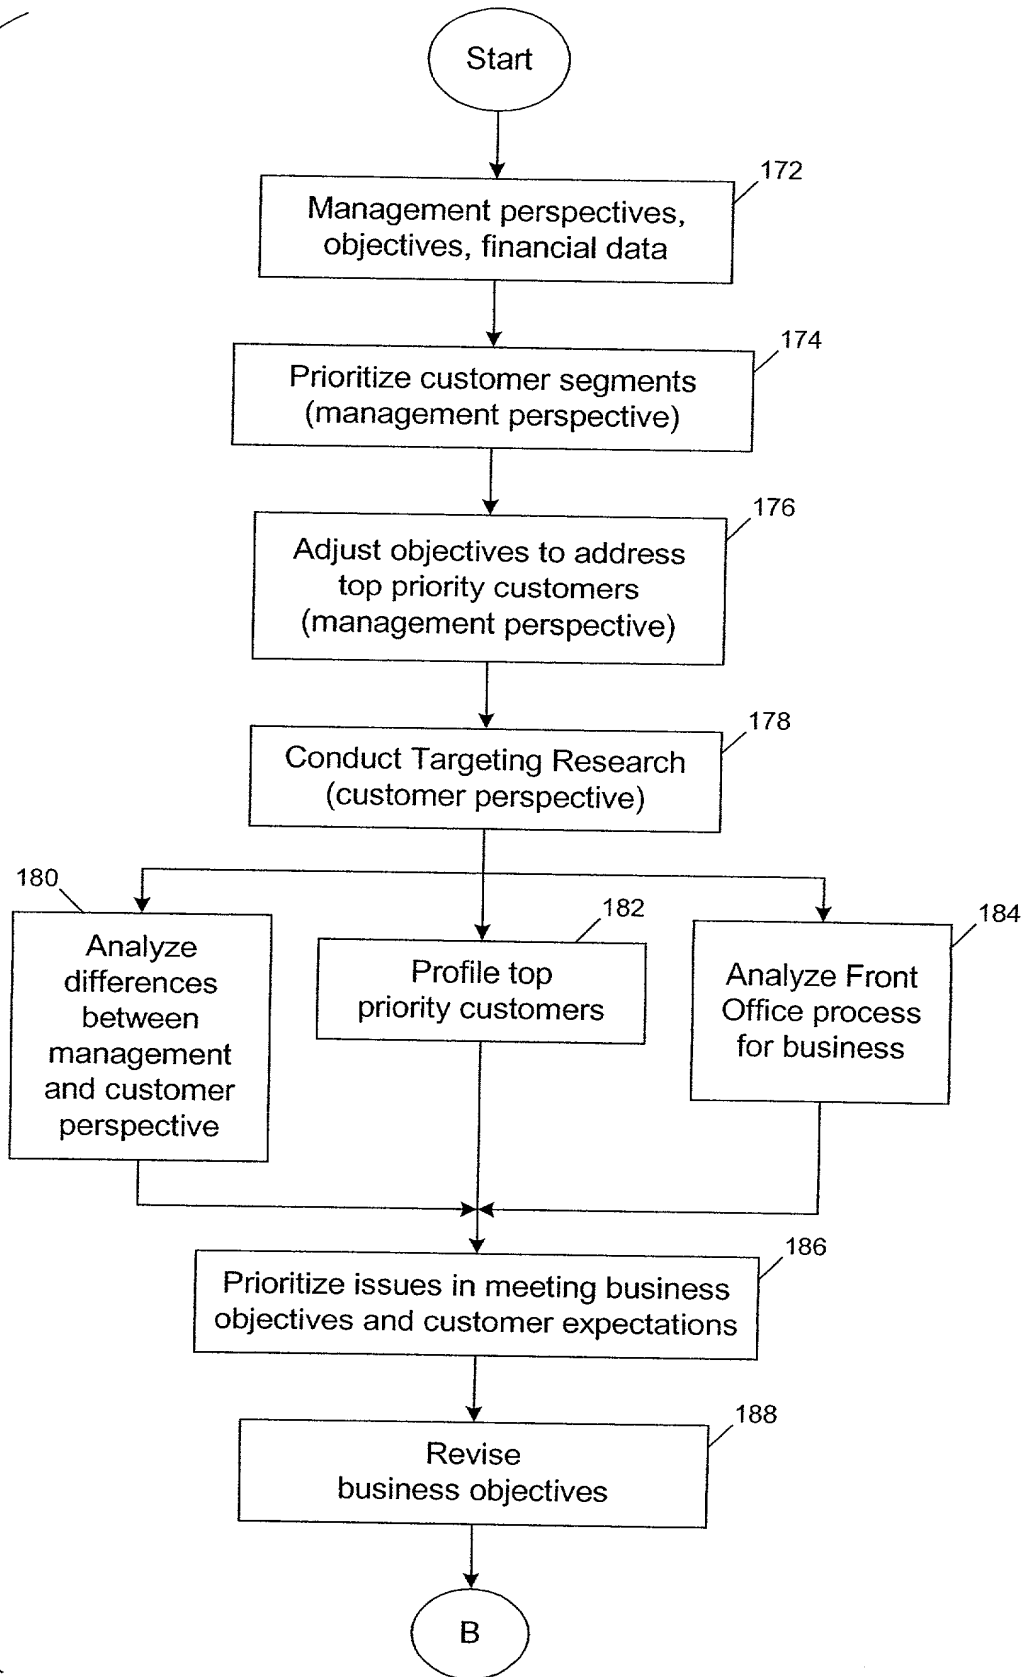 Start
172
Management perspectives,
objectives, financial data
174
Prioritize customer segments
(management perspective)
176
Adjust objectives to address
top priority customers
(management perspective)
178
Conduct Targeting Research
(customer perspective)
180
Analyze
differences
between
management
and customer
perspective
182
Profile top
priority customers
184
Analyze Front
Office process
for business
186
Prioritize issues in meeting business
objectives and customer expectations
188
Revise
business objectives
B